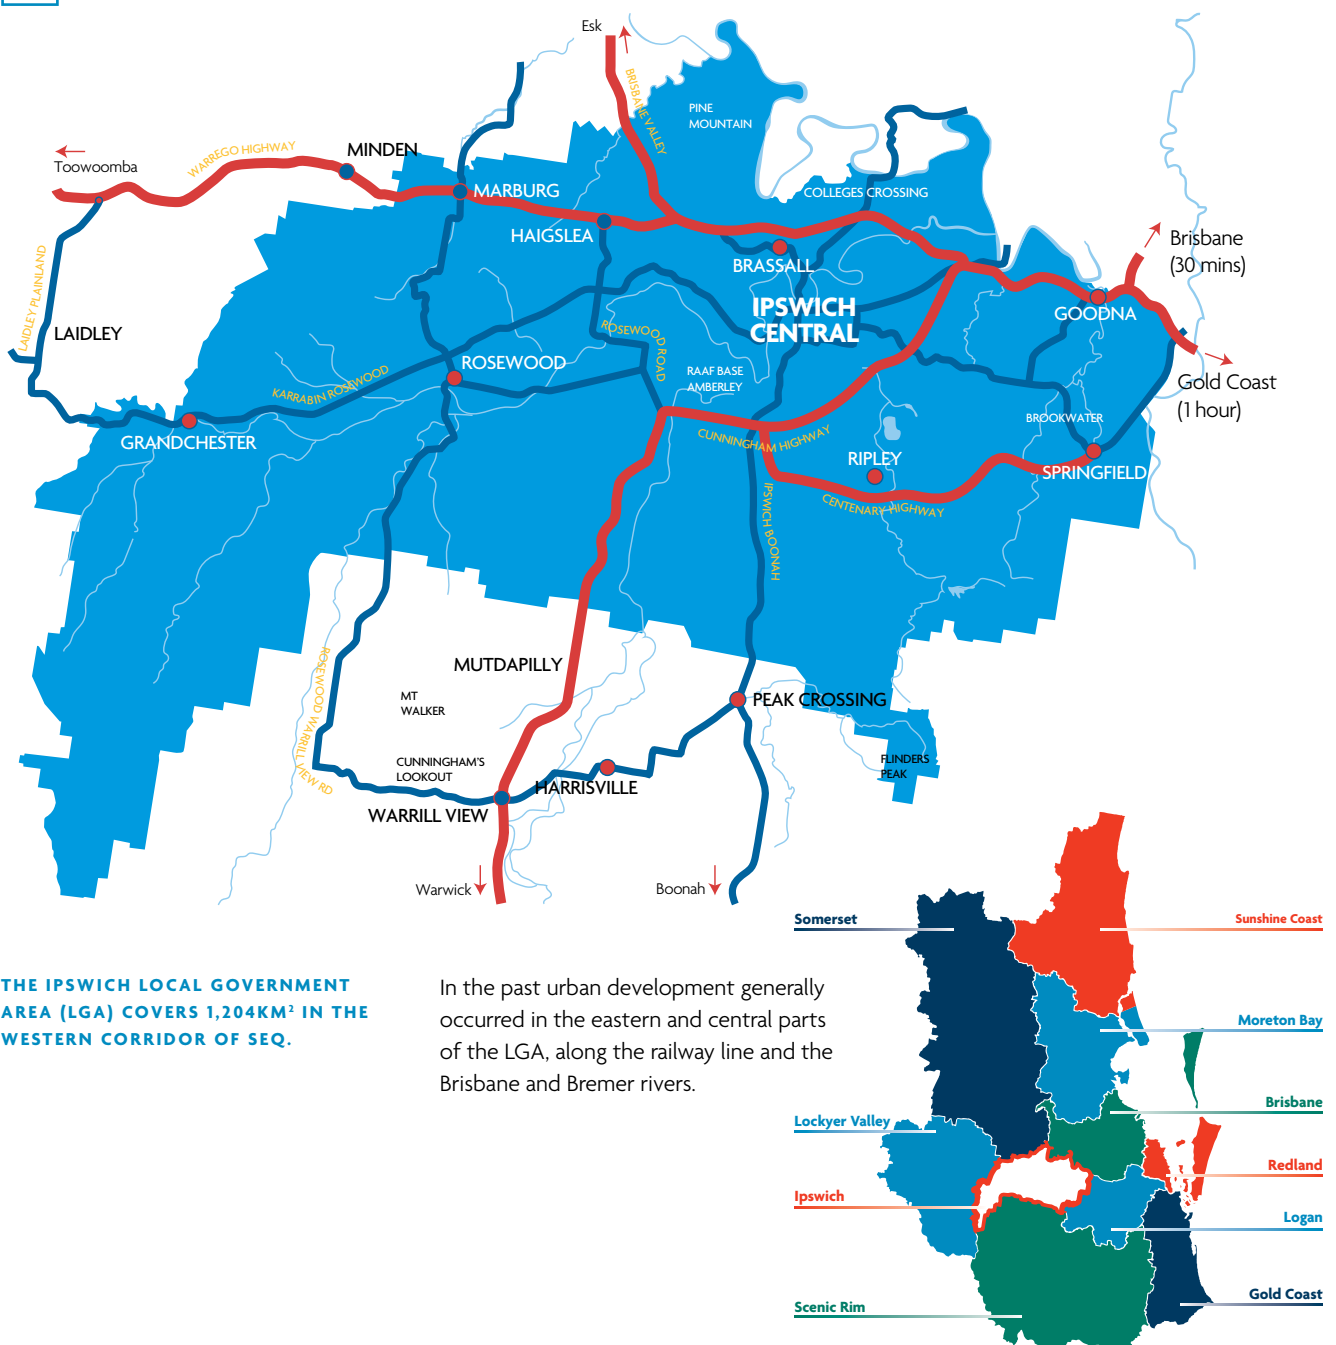 Esk
BRISBANE VALLEY
PINE
MOUNTAIN
MINDEN
WARREGO HIGHWAY
Toowoomba
MARBURG
COLLEGES CROSSING
HAIGSLEA
BRASSALL
Brisbane
(30 mins)
LAIDLEY PLAINLAND
IPSWICH
CENTRAL
GOODNA
LAIDLEY
ROSEWOOD ROAD
ROSEWOOD
RAAF BASE
AMBERLEY
KARRABIN ROSEWOOD
Gold Coast
(1 hour)
BROOKWATER
GRANDCHESTER
CUNNINGHAM HIGHWAY
RIPLEY
SPRINGFIELD
CENTENARY HIGHWAY
IPSWICH BOONAH
ROSEWOOD WARRILL VIEW RD
MUTDAPILLY
MT
WALKER
PEAK CROSSING
CUNNINGHAM'S
LOOKOUT
FLINDERS
PEAK
HARRISVILLE
WARRILL VIEW
Warwick
Boonah
THE IPSWICH LOCAL GOVERNMENT
AREA (LGA) COVERS 1,204KM² IN THE
WESTERN CORRIDOR OF SEQ.
In the past urban development generally
occurred in the eastern and central parts
of the LGA, along the railway line and the
Brisbane and Bremer rivers.
Somerset
Sunshine Coast
Moreton Bay
Brisbane
Lockyer Valley
Redland
Ipswich
Logan
Gold Coast
Scenic Rim